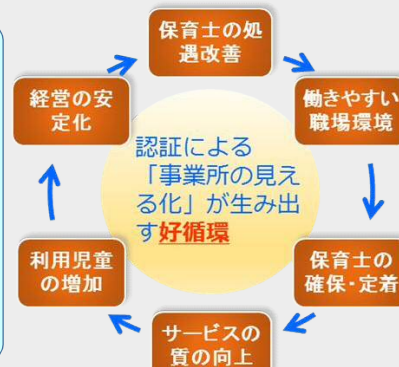 保育士の処
遇改善
経営の安
定化
働きやすい
職場環境
認証による
「事業所の見え
る化」が生み出
す好循環
利用児童
の増加
保育士の
確保・定着
サービスの
質の向上